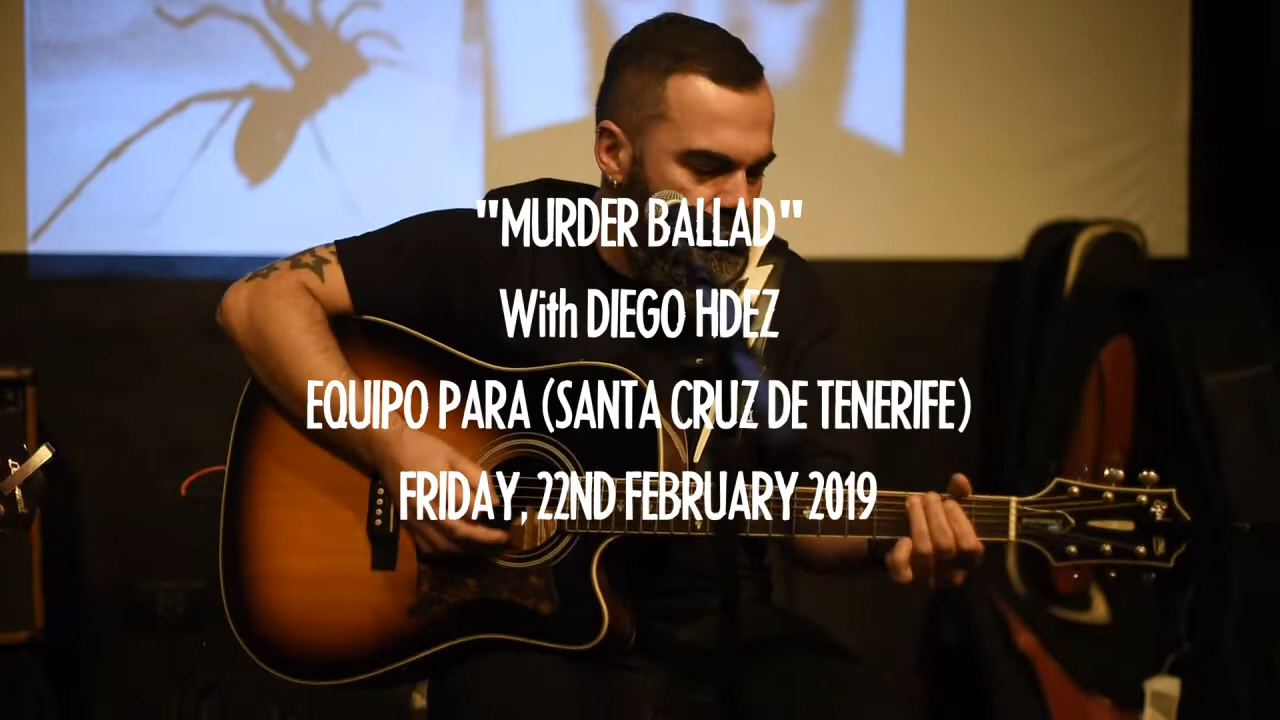 "MURDER BALLAD"
With DIEGO HDEZ
EQUIPO PARA (SANTA CRUZ DE TENERIFE)
FRIDAY, 22ND FEBRUARY 2019